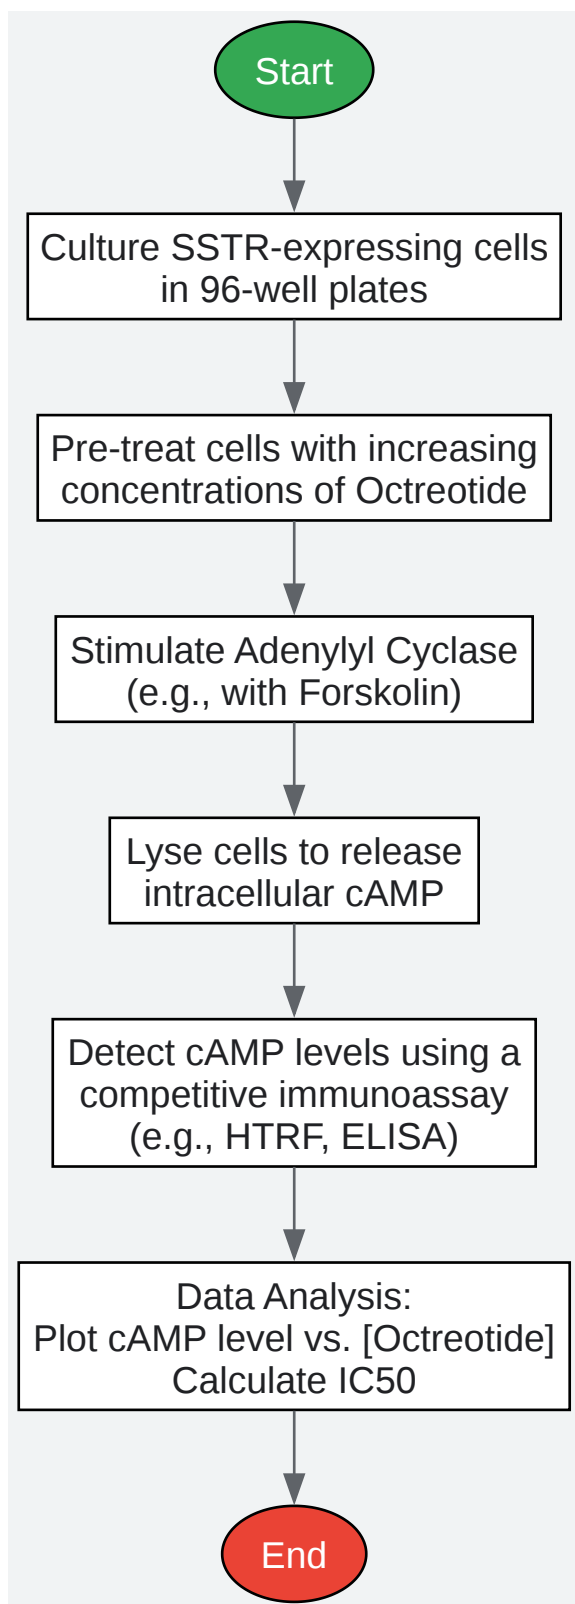 Start
Culture SSTR-expressing cells
in 96-well plates
Pre-treat cells with increasing
concentrations of Octreotide
Stimulate Adenylyl Cyclase
(e.g., with Forskolin)
Lyse cells to release
intracellular cAMP
Detect cAMP levels using a
competitive immunoassay
(e.g., HTRF, ELISA)
Data Analysis:
Plot cAMP level vs. [Octreotide]
Calculate IC50
End